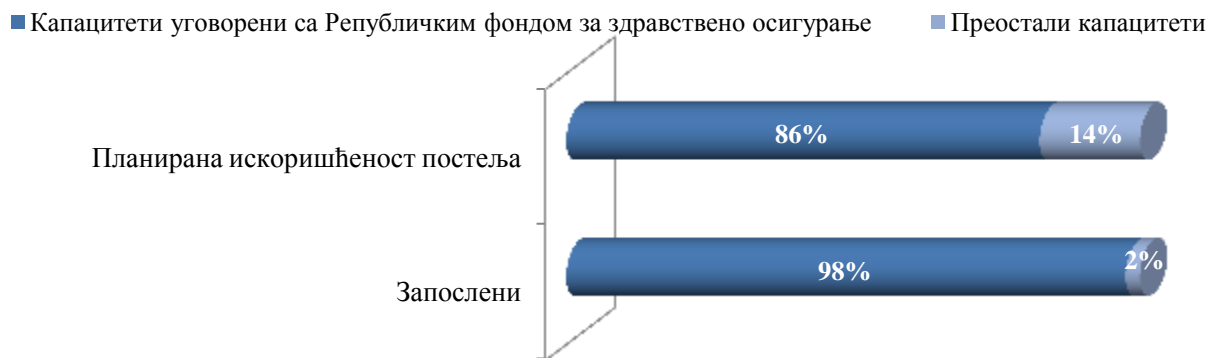 Капацитети уговорени са Републичким фондом за здравствено осигурање Преостали капацитети
Планирана искоришћеност постеља 86% 14%
Запослени 98% 2%